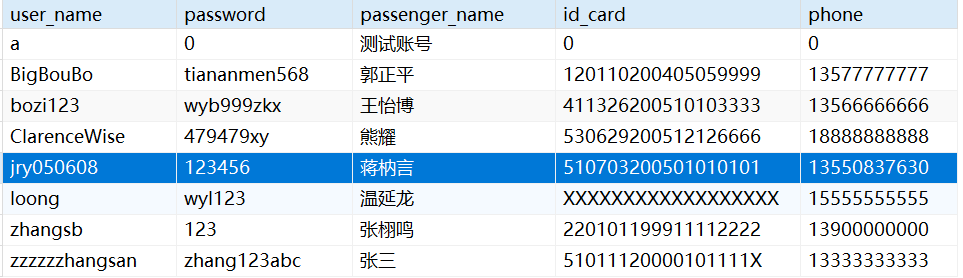 user_name password passenger_name id_card phone
a 0 测试账号 0 0
BigBouBo tiananmen568 郭正平 120110200405059999 13577777777
bozi123 wyb999zkx 王怡博 411326200510103333 13566666666
ClarenceWise 479479xy 熊耀 530629200512126666 18888888888
jry050608 123456 蒋枘言 510703200501010101 13550837630
loong wyl123 温延龙 XXXXXXXXXXXXXXXXXX 15555555555
zhangsb 123 张栩鸣 220101199911112222 13900000000
zzzzzzhangsan zhang123abc 张三 51011120000101111X 13333333333